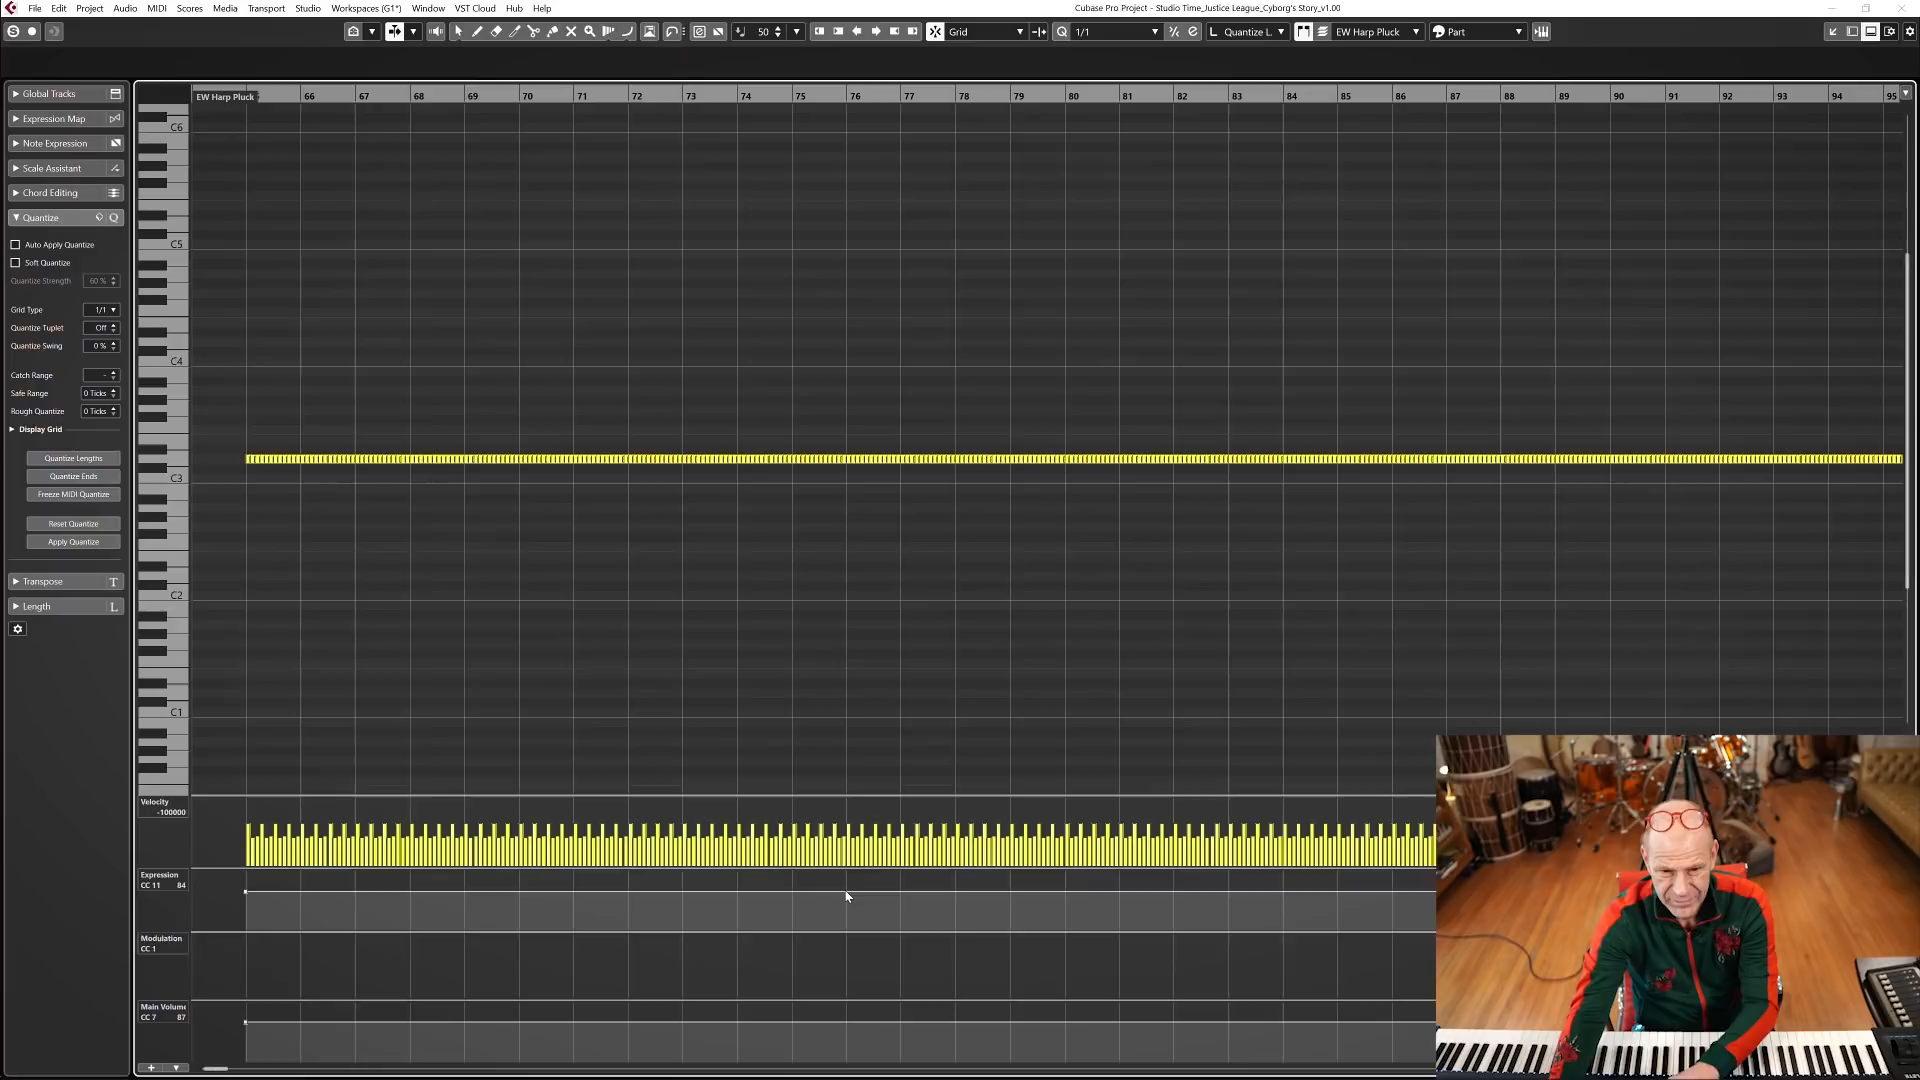 File Edit Project Audio MIDI Scores Media Transport Studio Workspaces (G1*) Window VST Cloud Hub Help
Cubase Pro Project - Studio Time_Justice League_Cyborg's Story_v1.00
50 Grid 1/1 Quantize L. EW Harp Pluck Part
EW Harp Pluck 66 67 68 69 70 71 72 73 74 75 76 77 78 79 80 81 82 83 84 85 86 87 88 89 90 91 92 93 94 95
Global Tracks
Expression Map
Note Expression
Scale Assistant
Chord Editing
Quantize
Auto Apply Quantize
Soft Quantize
Quantize Strength 60 %
Grid Type 1/1
Quantize Tuplet Off
Quantize Swing 0 %
Catch Range -
Safe Range 0 Ticks
Rough Quantize 0 Ticks
Display Grid
Quantize Lengths
Quantize Ends
Freeze MIDI Quantize
Reset Quantize
Apply Quantize
Transpose
Length
C6
C5
C4
C3
C2
C1
Velocity
-100000
Expression
CC 11 84
Modulation
CC 1
Main Volume
CC 7 87